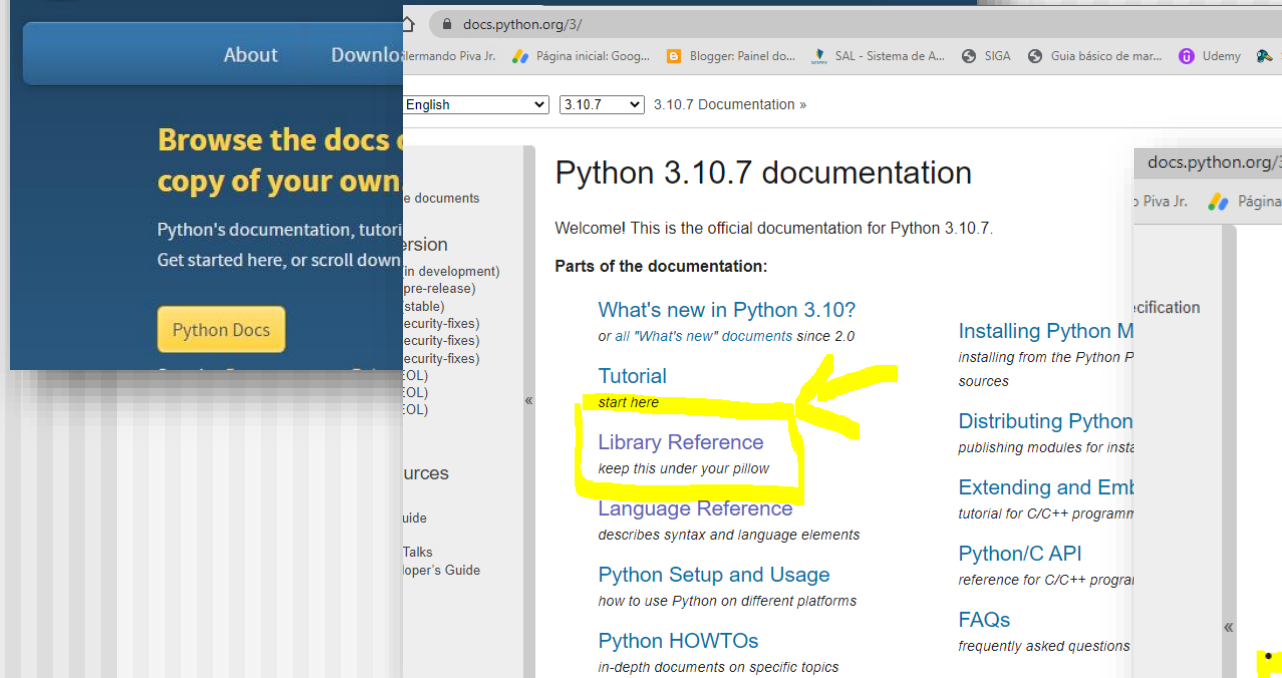 About
Browse the docs
copy of your own
Python's documentation, tutori
Get started here, or scroll down
Python Docs
docs.python.org/3/
Hermando Piva Jr.
Página inicial: Goog...
Blogger: Painel do...
SAL - Sistema de A...
SIGA
Guia básico de mar...
Udemy
English
3.10.7
3.10.7 Documentation »
e documents
ersion
in development)
pre-release)
stable)
ecurity-fixes)
ecurity-fixes)
ecurity-fixes)
EOL)
EOL)
EOL)
«
urces
uide
Talks
loper's Guide
Python 3.10.7 documentation
Welcome! This is the official documentation for Python 3.10.7.
Parts of the documentation:
What's new in Python 3.10?
or all "What's new" documents since 2.0
Tutorial
start here
Library Reference
keep this under your pillow
Language Reference
describes syntax and language elements
Python Setup and Usage
how to use Python on different platforms
Python HOWTOs
in-depth documents on specific topics
Installing Python M
installing from the Python P
sources
Distributing Python
publishing modules for insta
Extending and Emb
tutorial for C/C++ programm
Python/C API
reference for C/C++ progra
FAQs
frequently asked questions
docs.python.org/3
o Piva Jr.
Página
ecification
«